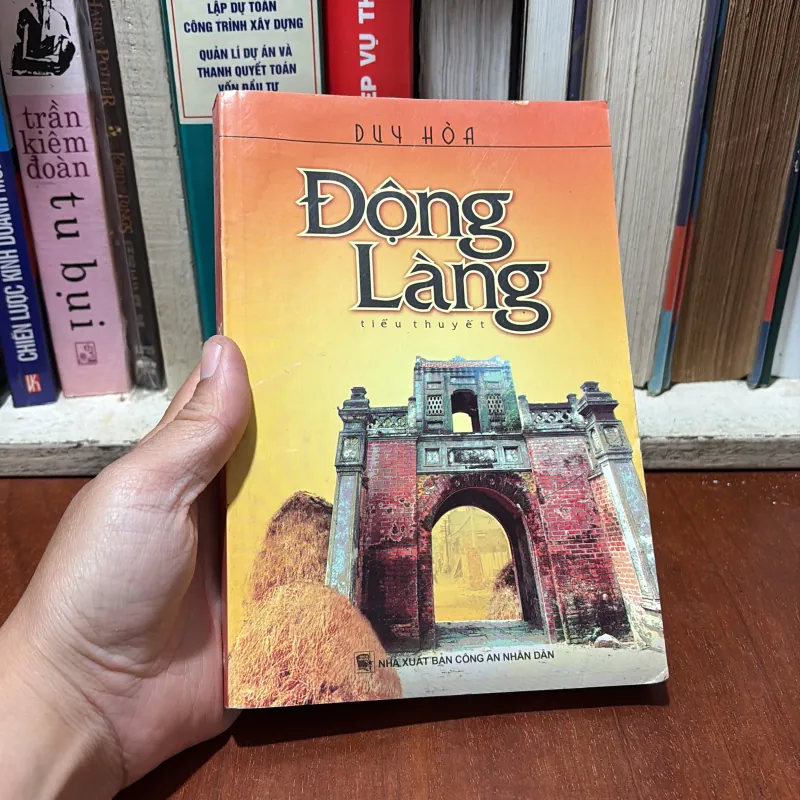 DUY HÒA
Động
Làng
tiểu thuyết
NHÀ XUẤT BẢN CÔNG AN NHÂN DÂN
LẬP DỰ TOÁN
CÔNG TRÌNH XÂY DỰNG
QUẢN LÍ DỰ ÁN VÀ
THANH QUYẾT TOÁN
VỐN ĐẦU TƯ
trần
kiêm
đoàn
tu bụi
HARRY POTTER
CHIẾN LƯỢC KINH DOANH